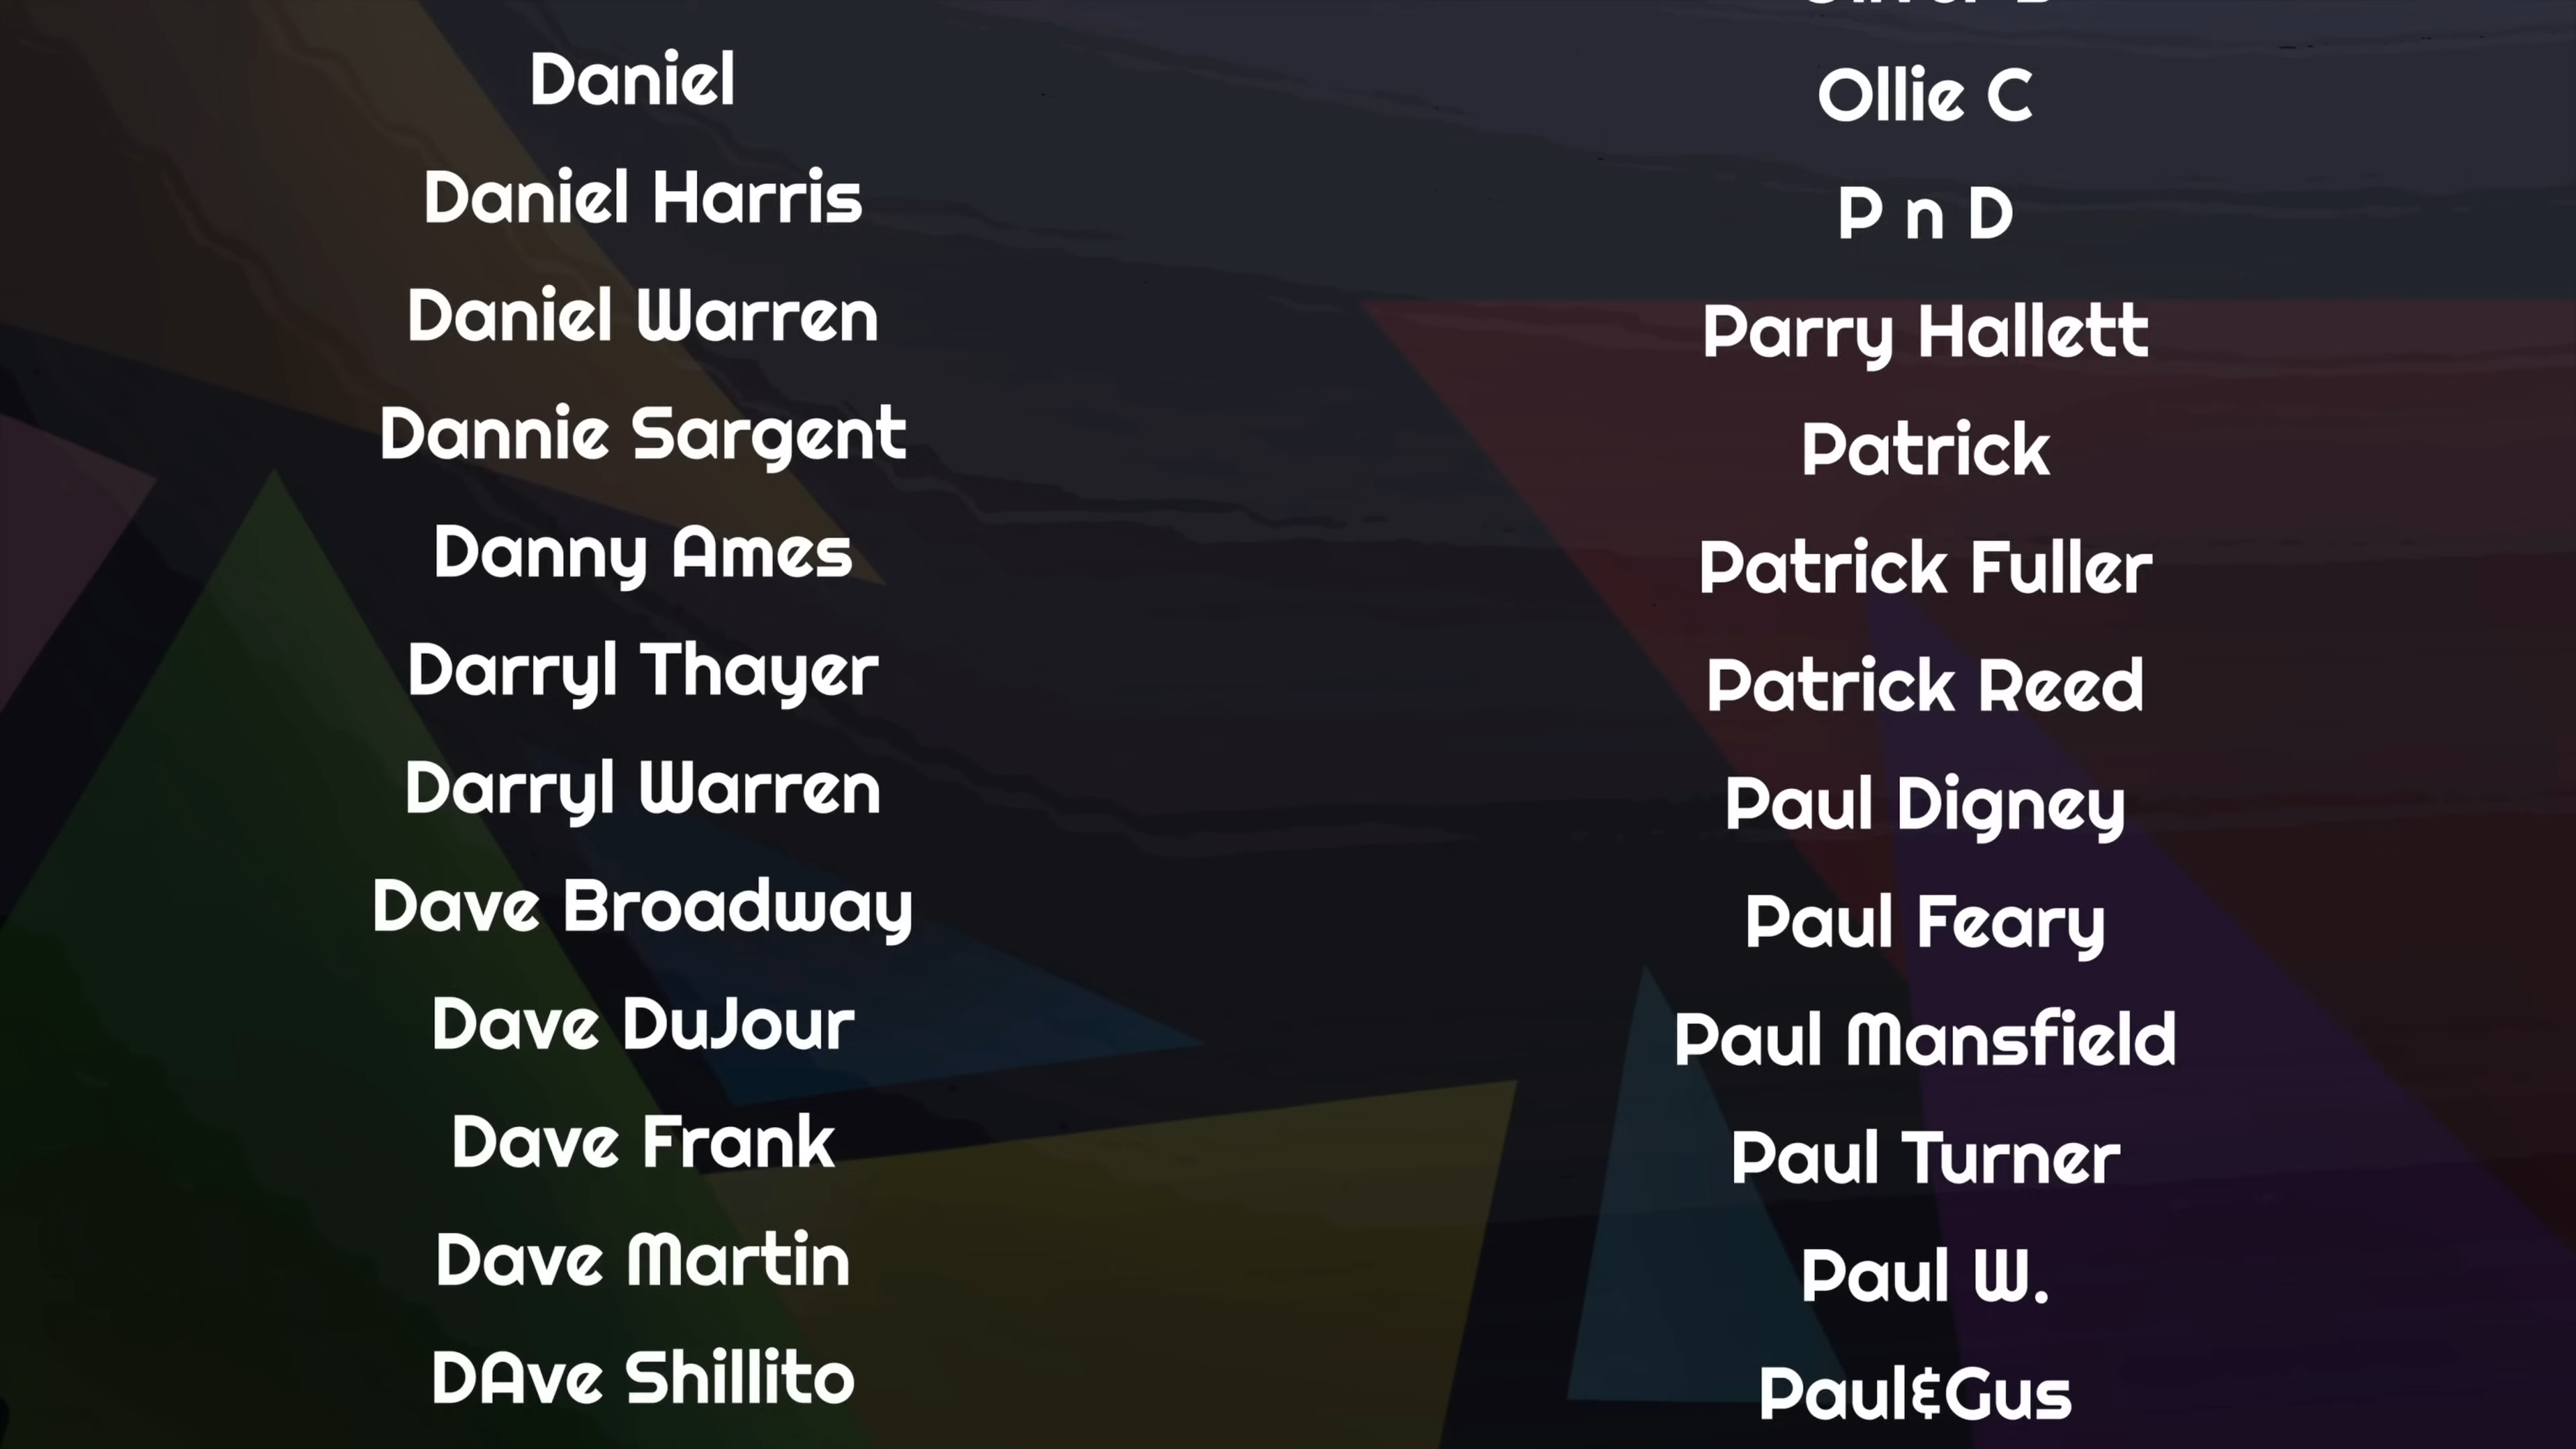 Daniel
Daniel Harris
Daniel Warren
Dannie Sargent
Danny Ames
Darryl Thayer
Darryl Warren
Dave Broadway
Dave DuJour
Dave Frank
Dave Martin
DAve Shillito
Ollie C
P n D
Parry Hallett
Patrick
Patrick Fuller
Patrick Reed
Paul Digney
Paul Feary
Paul Mansfield
Paul Turner
Paul W.
Paul&Gus